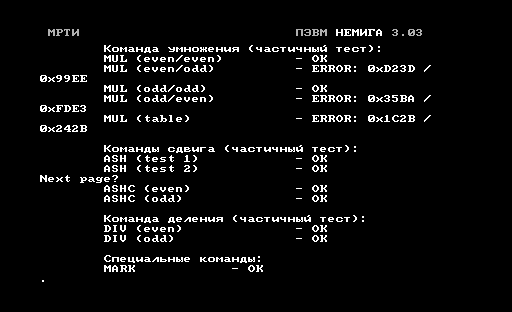 МРТИ ПЭВМ НЕМИГА 3.03
Команда умножения (частичный тест):
MUL (even/even) - OK
MUL (even/odd) - ERROR: 0xD23D /
0x99EE
MUL (odd/odd) - OK
MUL (odd/even) - ERROR: 0x35BA /
0xFDE3
MUL (table) - ERROR: 0x1C2B /
0x242B
Команды сдвига (частичный тест):
ASH (test 1) - OK
ASH (test 2) - OK
Next page?
ASHC (even) - OK
ASHC (odd) - OK
Команда деления (частичный тест):
DIV (even) - OK
DIV (odd) - OK
Специальные команды:
MARK - OK
.